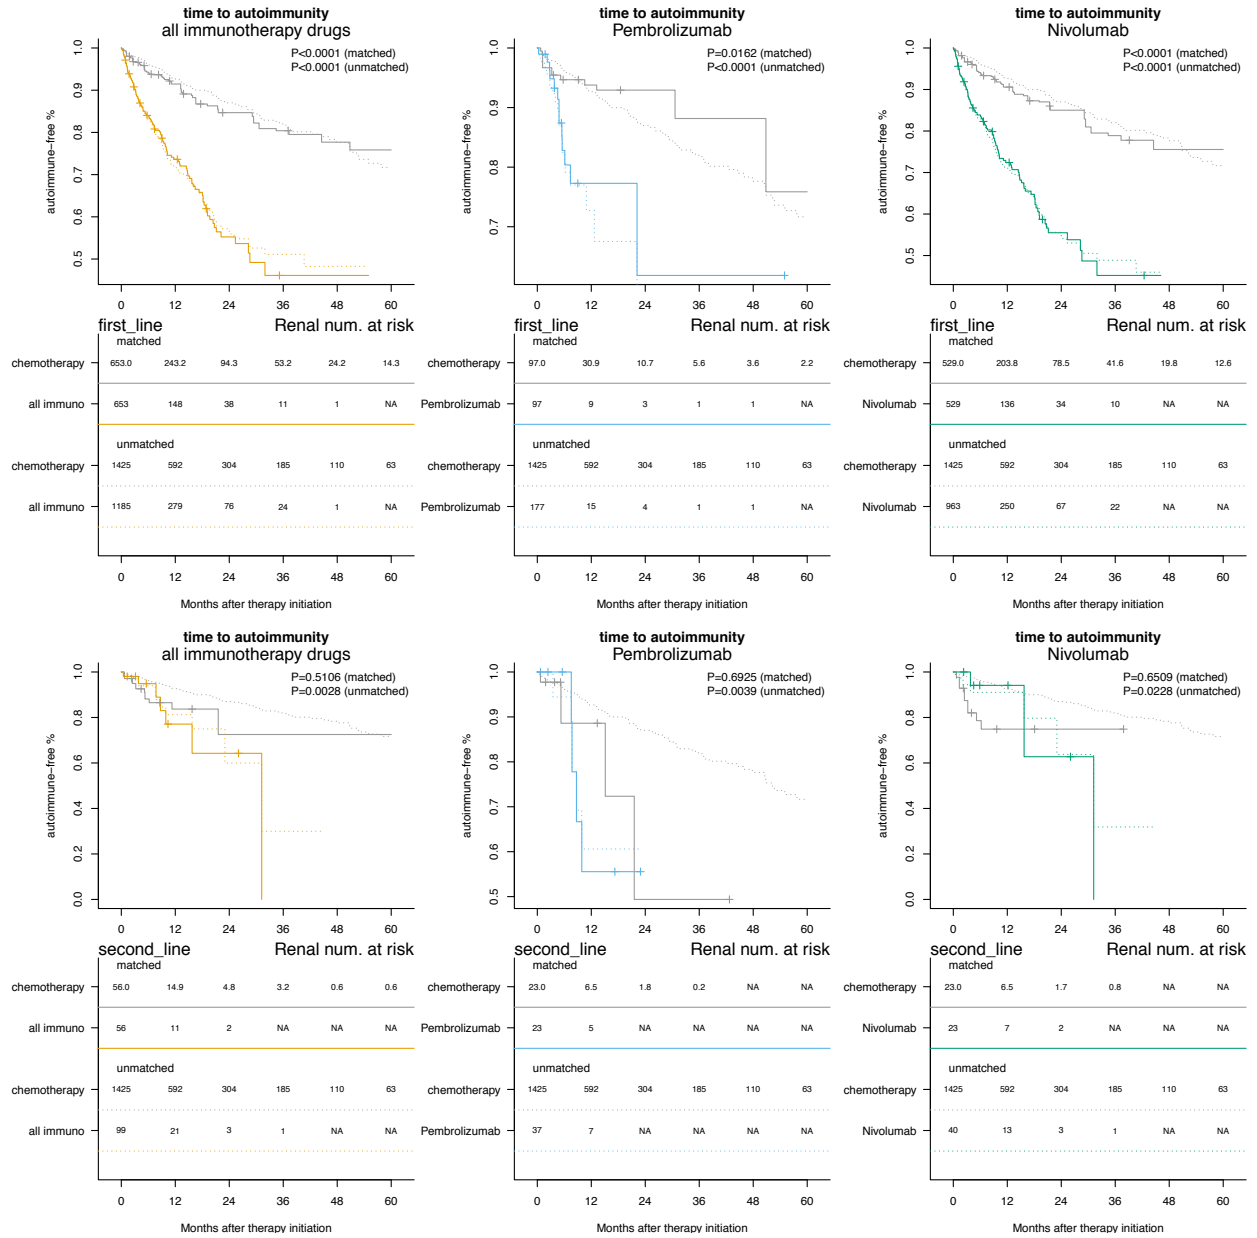 time to autoimmunity
all immunotherapy drugs
P<0.0001 (matched)
P<0.0001 (unmatched)
autoimmune−free %
1.0
0.9
0.8
0.7
0.6
0.5
0 12 24 36 48 60
first_line Renal num. at risk
matched
chemotherapy 653.0 243.2 94.3 53.2 24.2 14.3
all immuno 653 148 38 11 1 NA
unmatched
chemotherapy 1425 592 304 185 110 63
all immuno 1185 279 76 24 1 NA
0 12 24 36 48 60
Months after therapy initiation
time to autoimmunity
Pembrolizumab
P=0.0162 (matched)
P<0.0001 (unmatched)
autoimmune−free %
1.0
0.9
0.8
0.7
0 12 24 36 48 60
first_line Renal num. at risk
matched
chemotherapy 97.0 30.9 10.7 5.6 3.6 2.2
Pembrolizumab 97 9 3 1 1 NA
unmatched
chemotherapy 1425 592 304 185 110 63
Pembrolizumab 177 15 4 1 1 NA
0 12 24 36 48 60
Months after therapy initiation
time to autoimmunity
Nivolumab
P<0.0001 (matched)
P<0.0001 (unmatched)
autoimmune−free %
1.0
0.9
0.8
0.7
0.6
0.5
0 12 24 36 48 60
first_line Renal num. at risk
matched
chemotherapy 529.0 203.8 78.5 41.6 19.8 12.6
Nivolumab 529 136 34 10 NA NA
unmatched
chemotherapy 1425 592 304 185 110 63
Nivolumab 963 250 67 22 NA NA
0 12 24 36 48 60
Months after therapy initiation
time to autoimmunity
all immunotherapy drugs
P=0.5106 (matched)
P=0.0028 (unmatched)
autoimmune−free %
1.0
0.8
0.6
0.4
0.2
0.0
0 12 24 36 48 60
second_line Renal num. at risk
matched
chemotherapy 56.0 14.9 4.8 3.2 0.6 0.6
all immuno 56 11 2 NA NA NA
unmatched
chemotherapy 1425 592 304 185 110 63
all immuno 99 21 3 1 NA NA
0 12 24 36 48 60
Months after therapy initiation
time to autoimmunity
Pembrolizumab
P=0.6925 (matched)
P=0.0039 (unmatched)
autoimmune−free %
1.0
0.9
0.8
0.7
0.6
0.5
0 12 24 36 48 60
second_line Renal num. at risk
matched
chemotherapy 23.0 6.5 1.8 0.2 NA NA
Pembrolizumab 23 5 NA NA NA NA
unmatched
chemotherapy 1425 592 304 185 110 63
Pembrolizumab 37 7 NA NA NA NA
0 12 24 36 48 60
Months after therapy initiation
time to autoimmunity
Nivolumab
P=0.6509 (matched)
P=0.0228 (unmatched)
autoimmune−free %
1.0
0.8
0.6
0.4
0.2
0.0
0 12 24 36 48 60
second_line Renal num. at risk
matched
chemotherapy 23.0 6.5 1.7 0.8 NA NA
Nivolumab 23 7 2 NA NA NA
unmatched
chemotherapy 1425 592 304 185 110 63
Nivolumab 40 13 3 1 NA NA
0 12 24 36 48 60
Months after therapy initiation